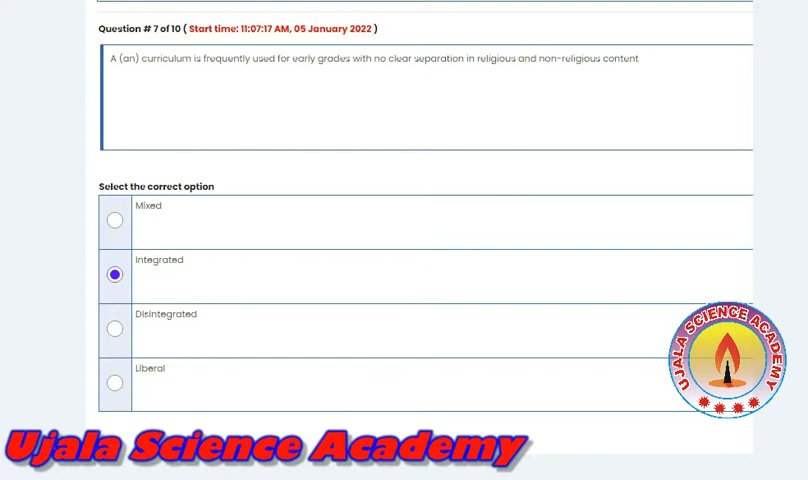 Question # 7 of 10 ( Start time: 11:07:17 AM, 05 January 2022 )
A (an) curriculum is frequently used for early grades with no clear separation in religious and non-religious content
Select the correct option
Mixed
Integrated
Disintegrated
Liberal
UJALA SCIENCE ACADEMY
Ujala Science Academy